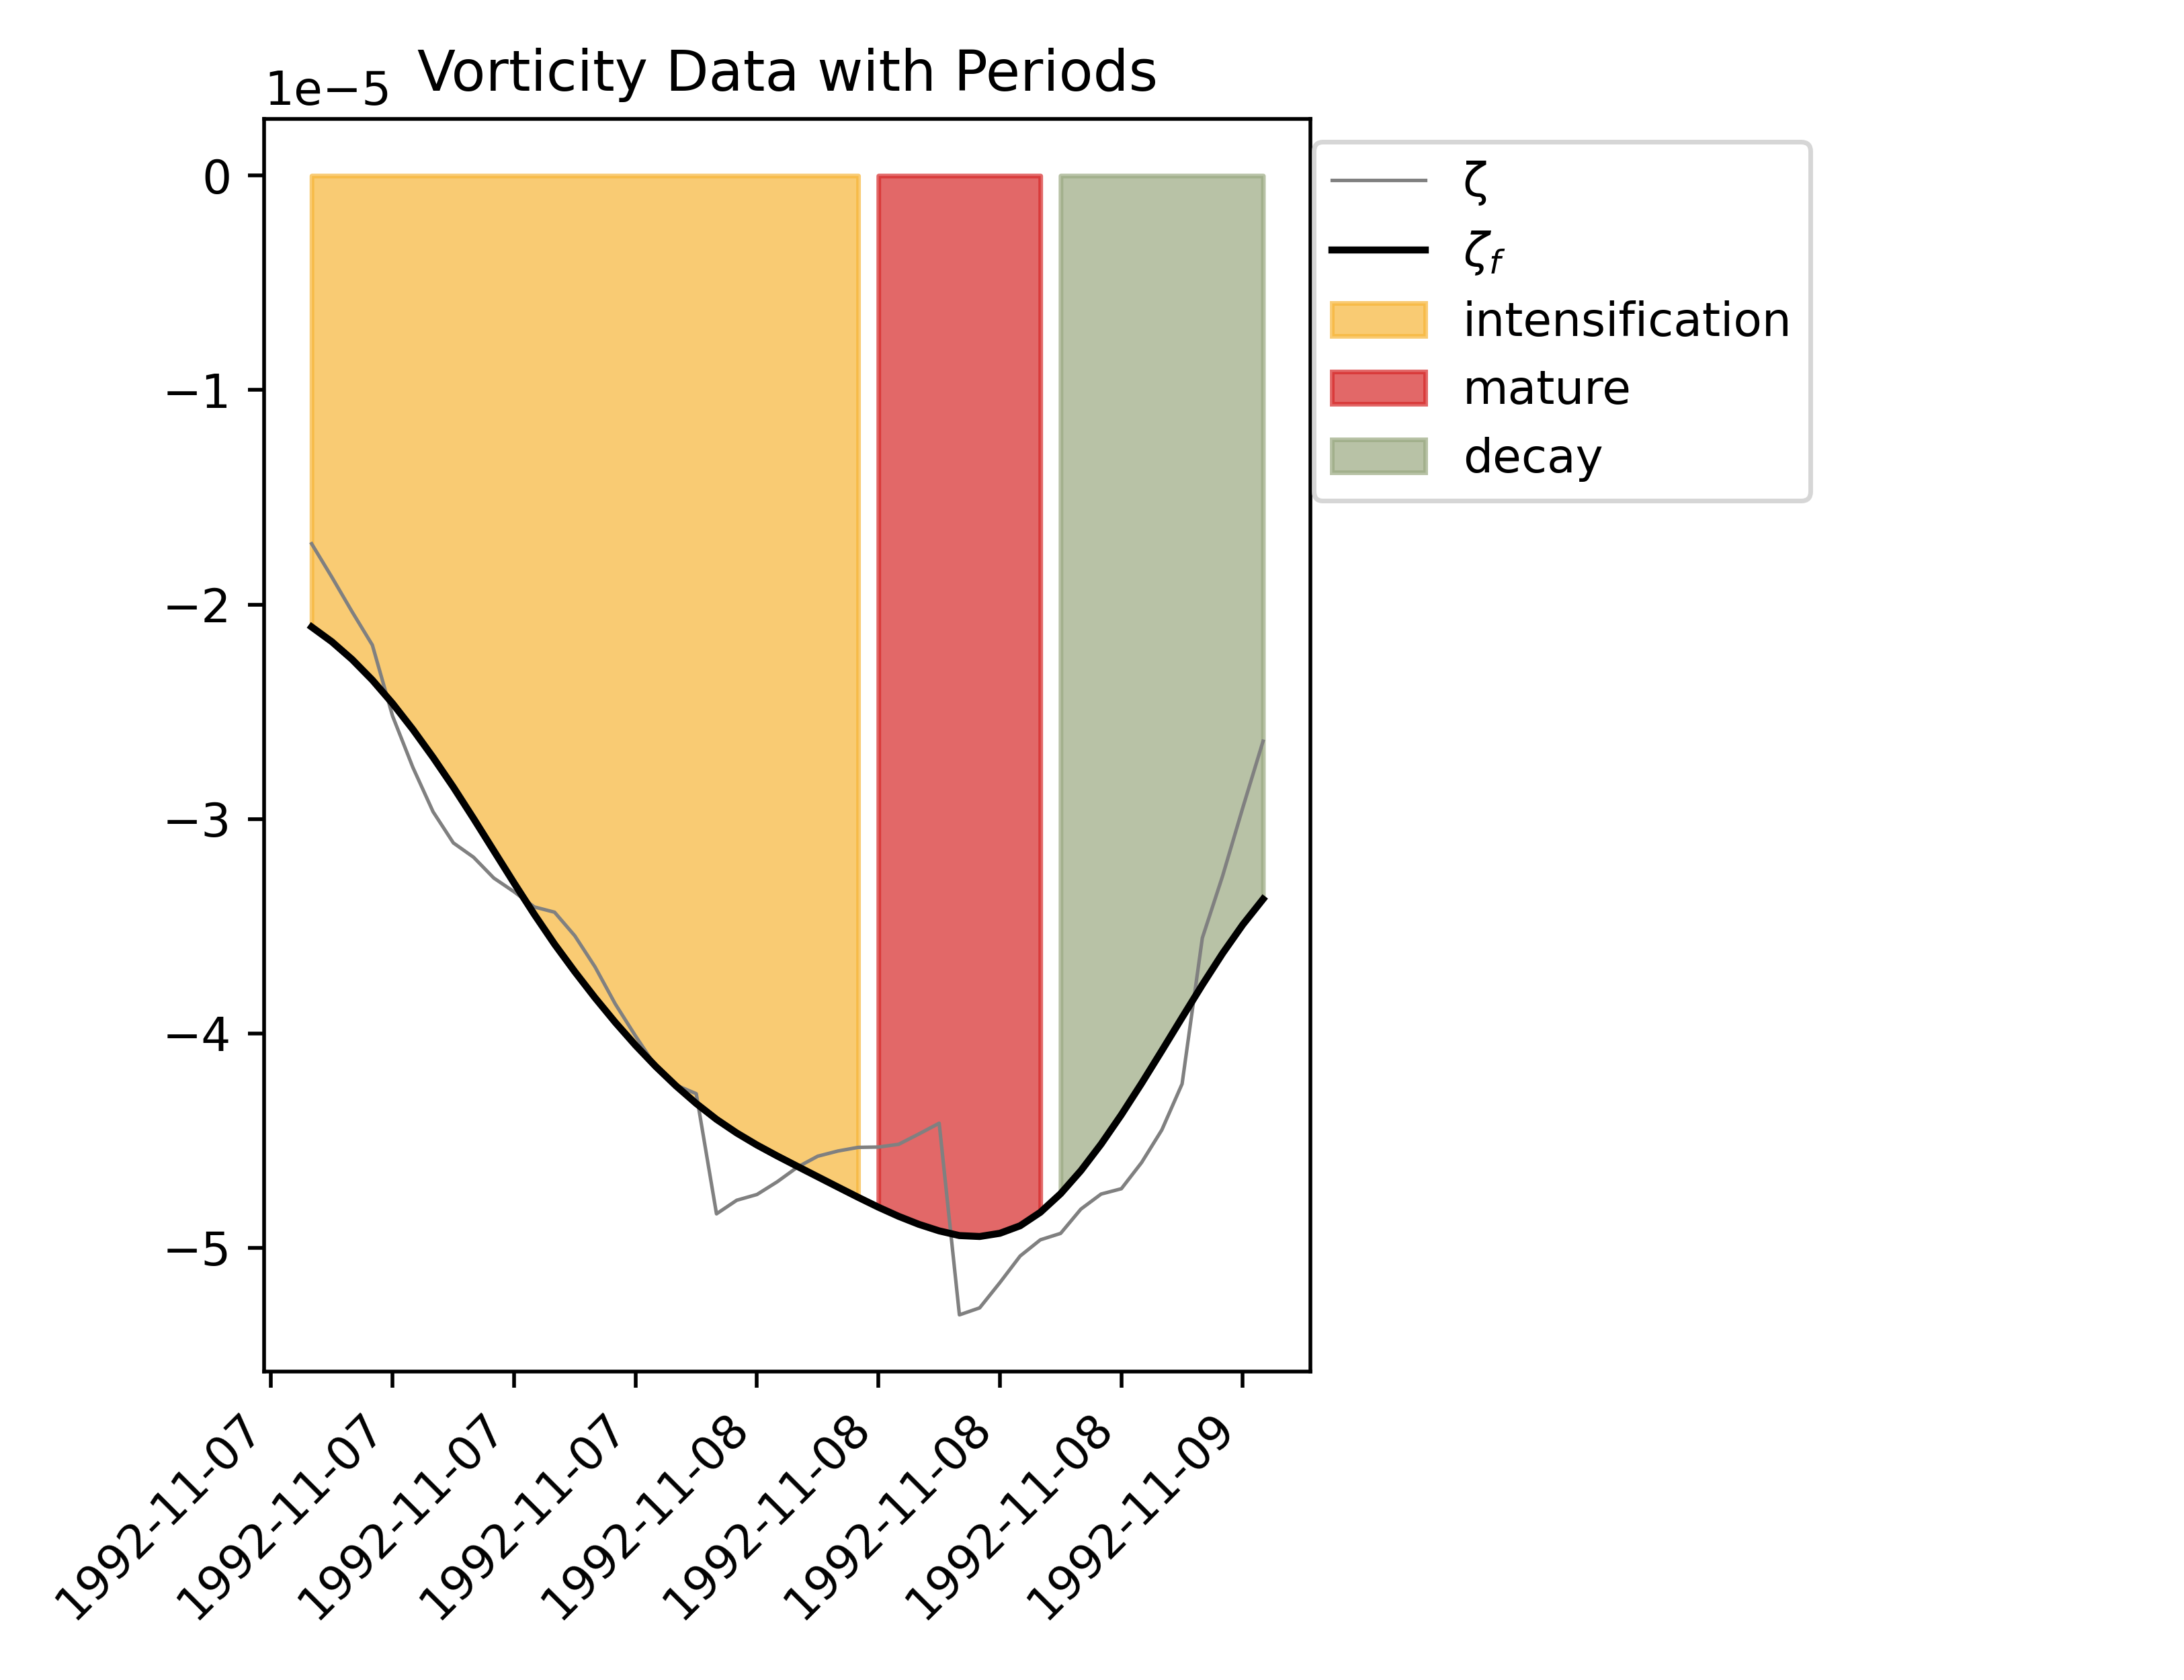 Vorticity Data with Periods
1e−5
0
−1
−2
−3
−4
−5
1992-11-07
1992-11-07
1992-11-07
1992-11-07
1992-11-08
1992-11-08
1992-11-08
1992-11-08
1992-11-09
ζ
ζf
intensification
mature
decay